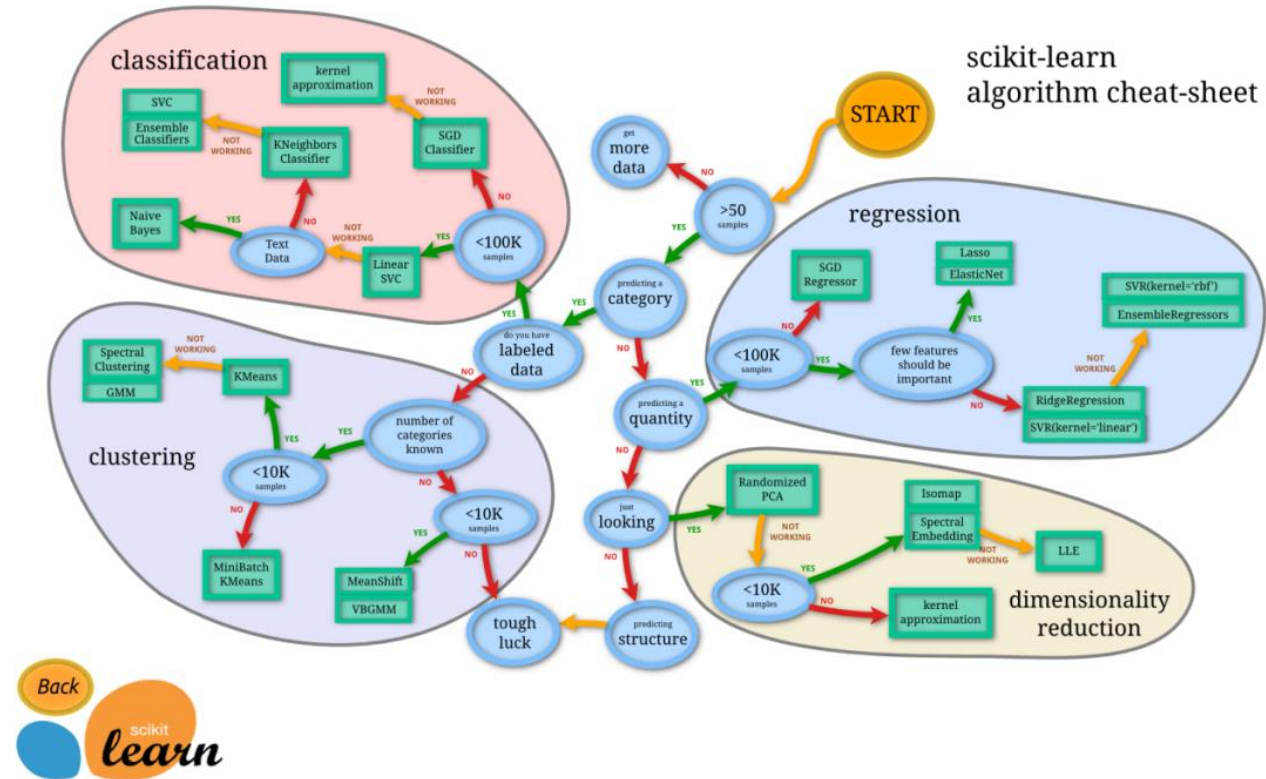 scikit-learn
algorithm cheat-sheet
START
get
more
data
NO
>50
samples
YES
predicting a
category
YES
NO
do you have
labeled
data
YES
NO
predicting a
quantity
YES
NO
just
looking
YES
NO
predicting
structure
tough
luck
classification
kernel
approximation
NOT
WORKING
SGD
Classifier
NO
<100K
samples
YES
Linear
SVC
NOT
WORKING
Text
Data
YES
Naive
Bayes
NO
KNeighbors
Classifier
NOT
WORKING
SVC
Ensemble
Classifiers
regression
<100K
samples
NO
SGD
Regressor
YES
few features
should be
important
YES
Lasso
ElasticNet
NO
RidgeRegression
SVR(kernel='linear')
NOT
WORKING
SVR(kernel='rbf')
EnsembleRegressors
clustering
number of
categories
known
YES
NO
<10K
samples
YES
KMeans
NOT
WORKING
Spectral
Clustering
GMM
NO
MiniBatch
KMeans
<10K
samples
YES
MeanShift
VBGMM
NO
dimensionality
reduction
Randomized
PCA
NOT
WORKING
<10K
samples
YES
Isomap
Spectral
Embedding
NOT
WORKING
LLE
NO
kernel
approximation
Back
scikit
learn